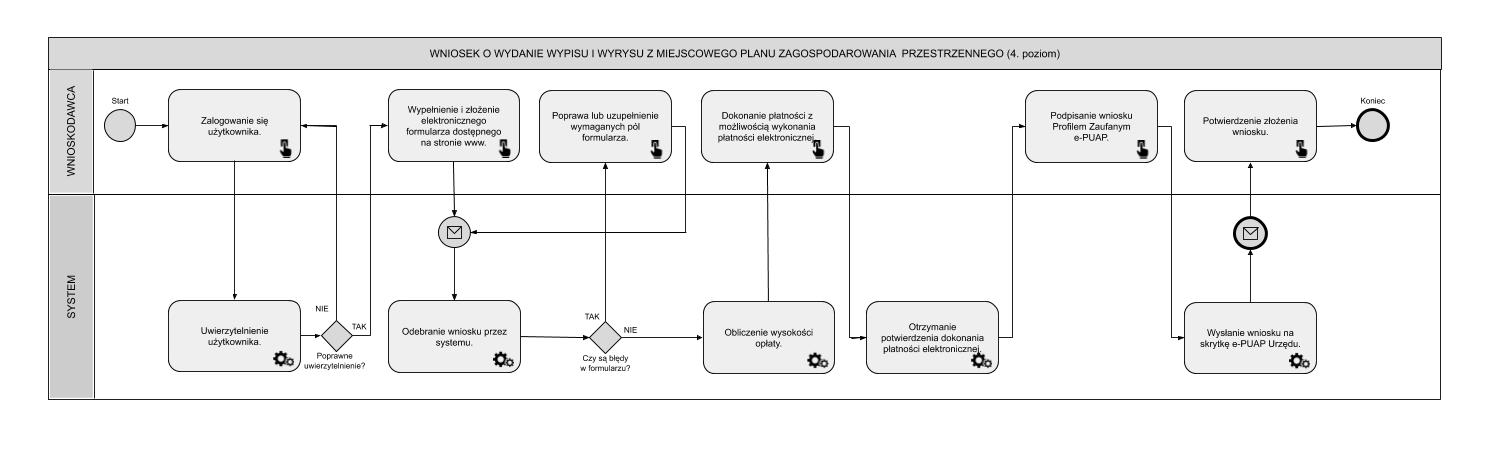 WNIOSEK O WYDANIE WYPISU I WYRYSU Z MIEJSCOWEGO PLANU ZAGOSPODAROWANIA PRZESTRZENNEGO (4. poziom)
WNIOSKODAWCA
Start
Zalogowanie się
użytkownika.
Wypełnienie i złożenie
elektronicznego
formularza dostępnego
na stronie www.
Poprawa lub uzupełnienie
wymaganych pól
formularza.
Dokonanie płatności z
możliwością wykonania
płatności elektronicznej.
Podpisanie wniosku
Profilem Zaufanym
e-PUAP.
Potwierdzenie złożenia
wniosku.
Koniec
SYSTEM
Uwierzytelnienie
użytkownika.
NIE
TAK
Poprawne
uwierzytelnienie?
Odebranie wniosku przez
systemu.
TAK
NIE
Czy są błędy
w formularzu?
Obliczenie wysokości
opłaty.
Otrzymanie
potwierdzenia dokonania
płatności elektronicznej.
Wysłanie wniosku na
skrytkę e-PUAP Urzędu.